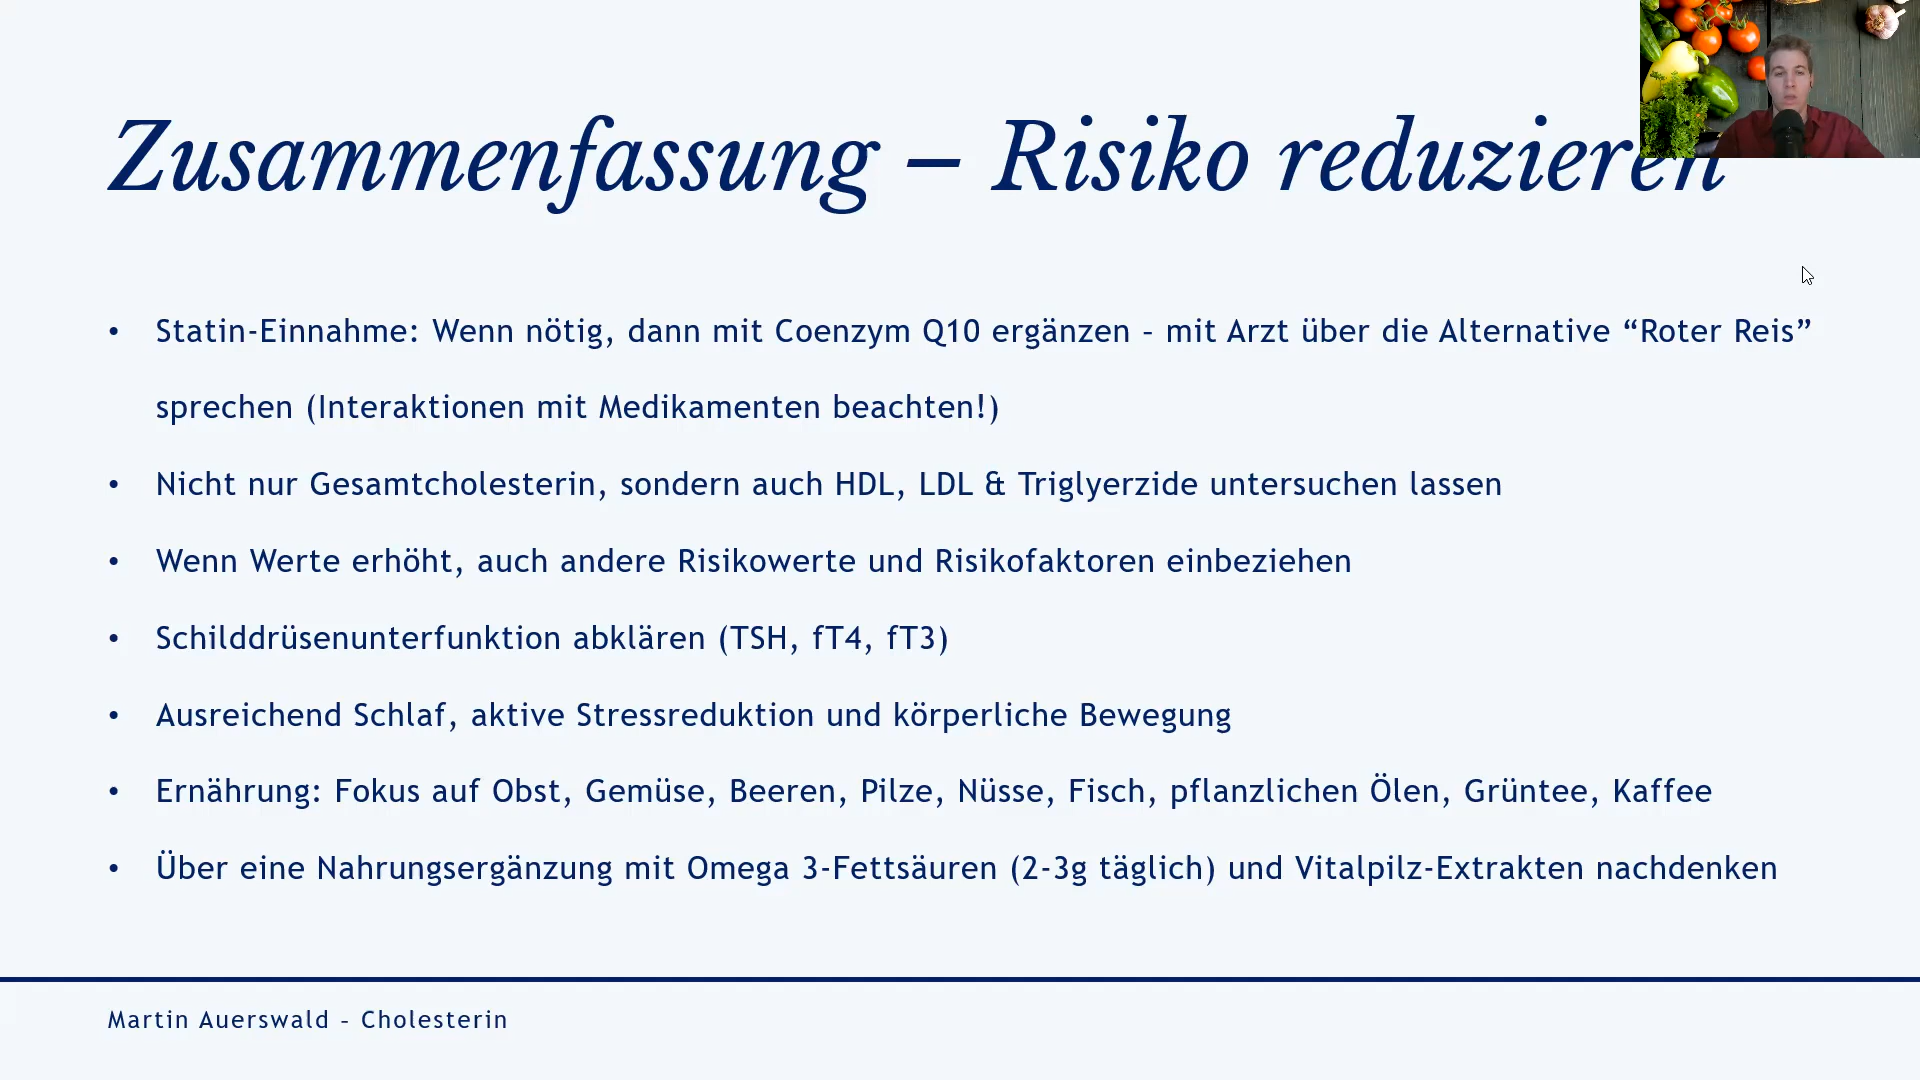 Zusammenfassung – Risiko reduzieren
• Statin-Einnahme: Wenn nötig, dann mit Coenzym Q10 ergänzen – mit Arzt über die Alternative “Roter Reis”
sprechen (Interaktionen mit Medikamenten beachten!)
• Nicht nur Gesamtcholesterin, sondern auch HDL, LDL & Triglyerzide untersuchen lassen
• Wenn Werte erhöht, auch andere Risikowerte und Risikofaktoren einbeziehen
• Schilddrüsenunterfunktion abklären (TSH, fT4, fT3)
• Ausreichend Schlaf, aktive Stressreduktion und körperliche Bewegung
• Ernährung: Fokus auf Obst, Gemüse, Beeren, Pilze, Nüsse, Fisch, pflanzlichen Ölen, Grüntee, Kaffee
• Über eine Nahrungsergänzung mit Omega 3-Fettsäuren (2-3g täglich) und Vitalpilz-Extrakten nachdenken
Martin Auerswald – Cholesterin